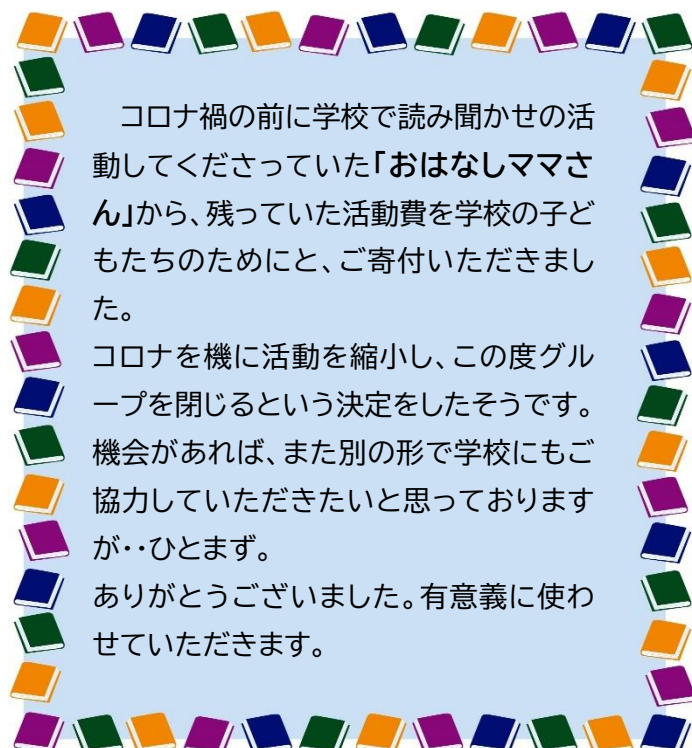 コロナ禍の前に学校で読み聞かせの活
動してくださっていた「おはなしママさ
ん」から、残っていた活動費を学校の子ど
もたちのためにと、ご寄付いただきまし
た。
コロナを機に活動を縮小し、この度グル
ープを閉じるという決定をしたそうです。
機会があれば、また別の形で学校にもご
協力していただきたいと思っております
が・・ひとまず。
ありがとうございました。有意義に使わ
せていただきます。